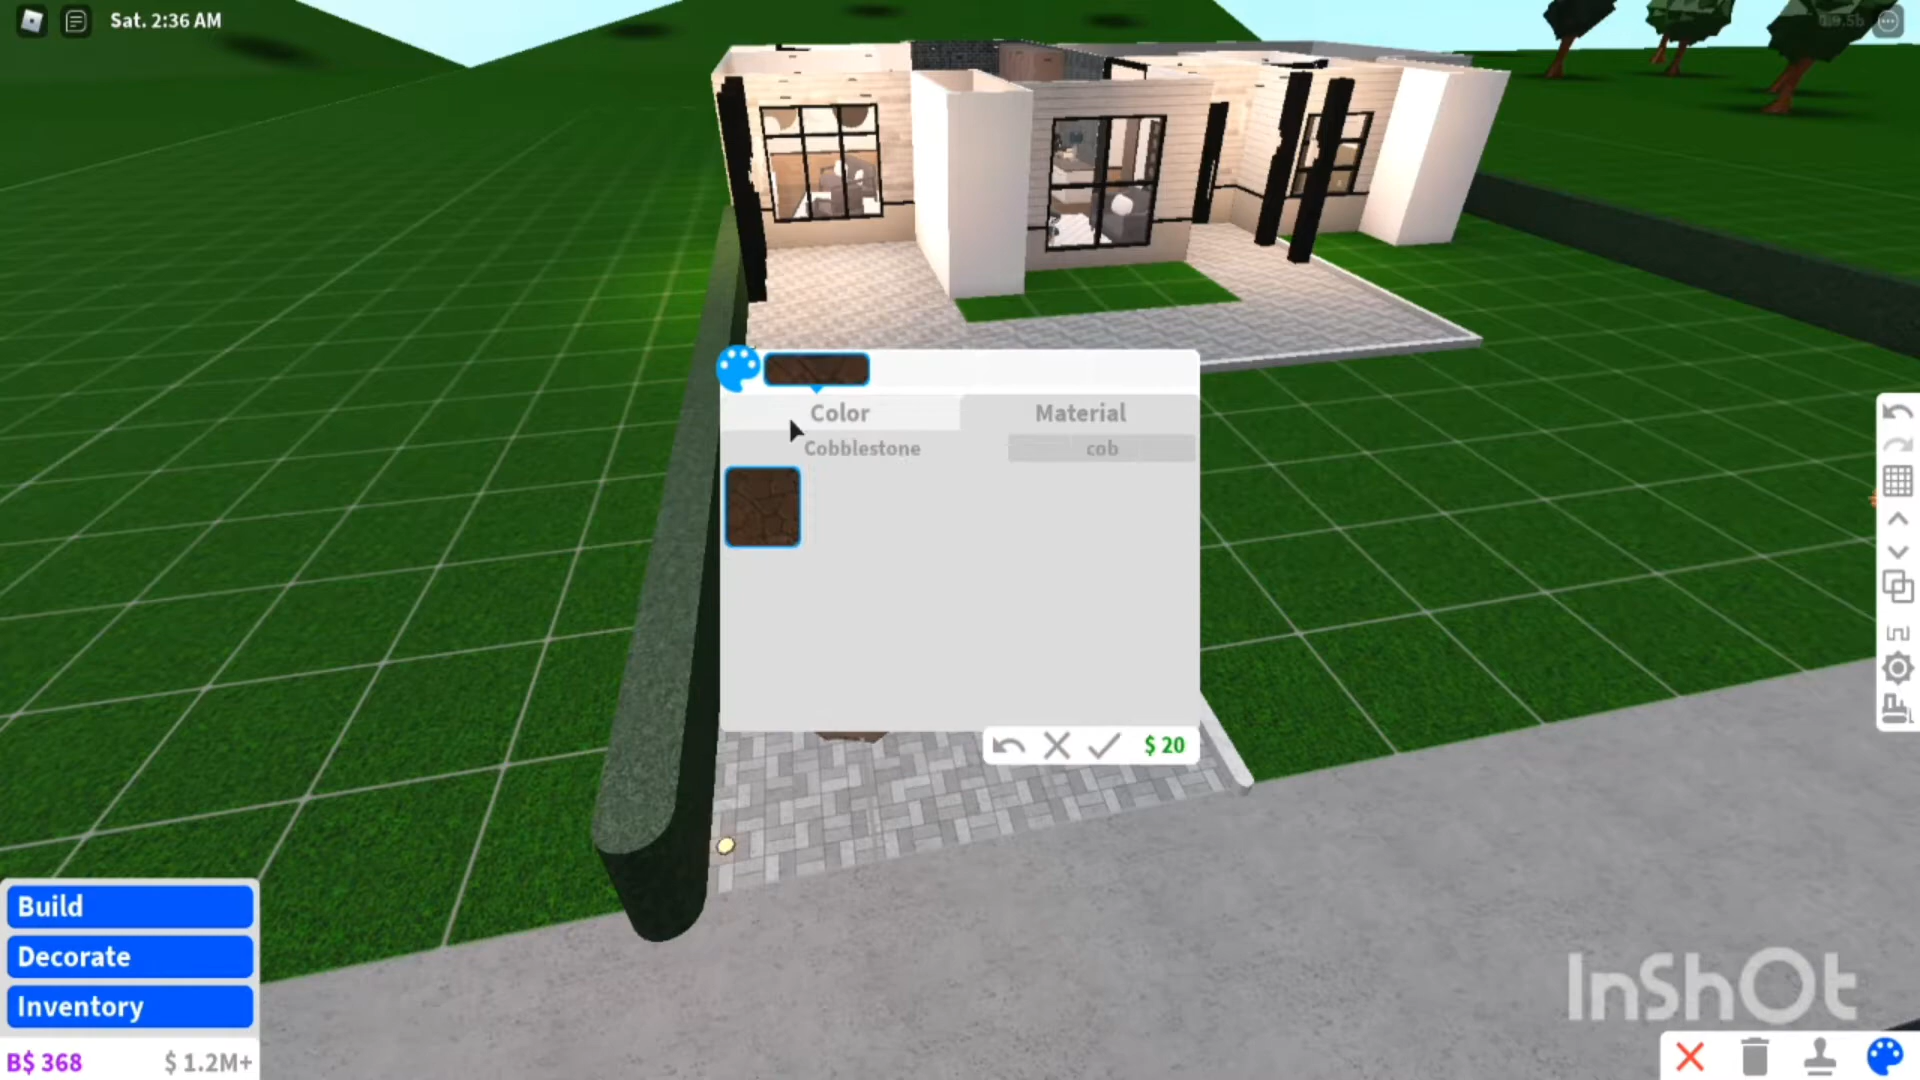 Sat. 2:36 AM
Color
Material
Cobblestone
cob
$ 20
Build
Decorate
Inventory
B$ 368
$ 1.2M+
InShOt